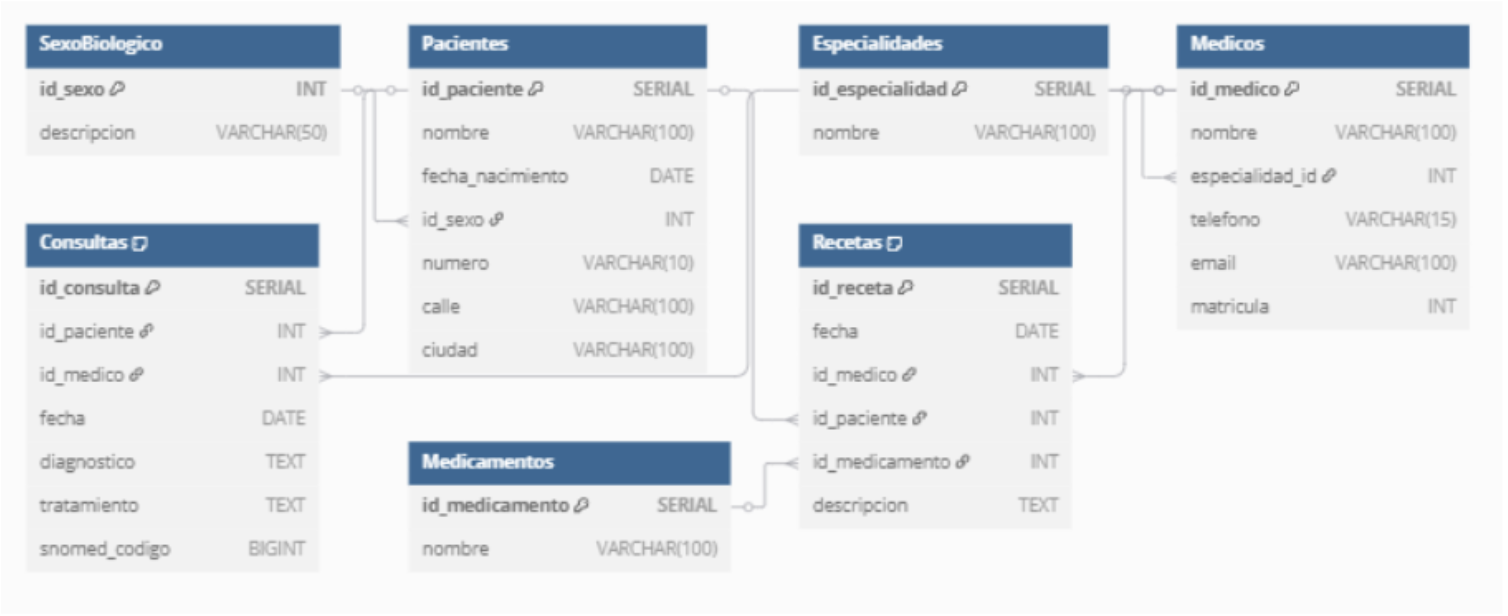 SexoBiologico
id_sexo INT
descripcion VARCHAR(50)
Pacientes
id_paciente SERIAL
nombre VARCHAR(100)
fecha_nacimiento DATE
id_sexo INT
numero VARCHAR(10)
calle VARCHAR(100)
ciudad VARCHAR(100)
Especialidades
id_especialidad SERIAL
nombre VARCHAR(100)
Medicos
id_medico SERIAL
nombre VARCHAR(100)
especialidad_id INT
telefono VARCHAR(15)
email VARCHAR(100)
matricula INT
Consultas
id_consulta SERIAL
id_paciente INT
id_medico INT
fecha DATE
diagnostico TEXT
tratamiento TEXT
snomed_codigo BIGINT
Medicamentos
id_medicamento SERIAL
nombre VARCHAR(100)
Recetas
id_receta SERIAL
fecha DATE
id_medico INT
id_paciente INT
id_medicamento INT
descripcion TEXT